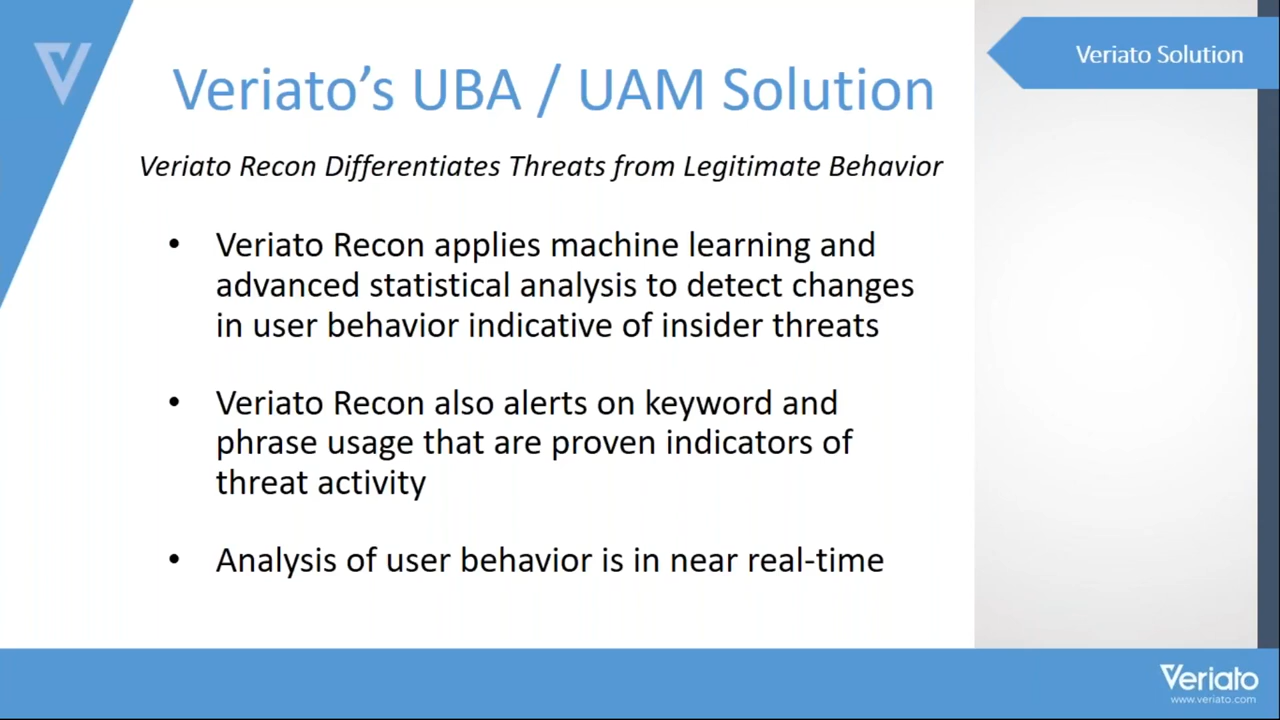 Veriato Solution
Veriato's UBA / UAM Solution
Veriato Recon Differentiates Threats from Legitimate Behavior
• Veriato Recon applies machine learning and
advanced statistical analysis to detect changes
in user behavior indicative of insider threats
• Veriato Recon also alerts on keyword and
phrase usage that are proven indicators of
threat activity
• Analysis of user behavior is in near real-time
Veriato
www.veriato.com